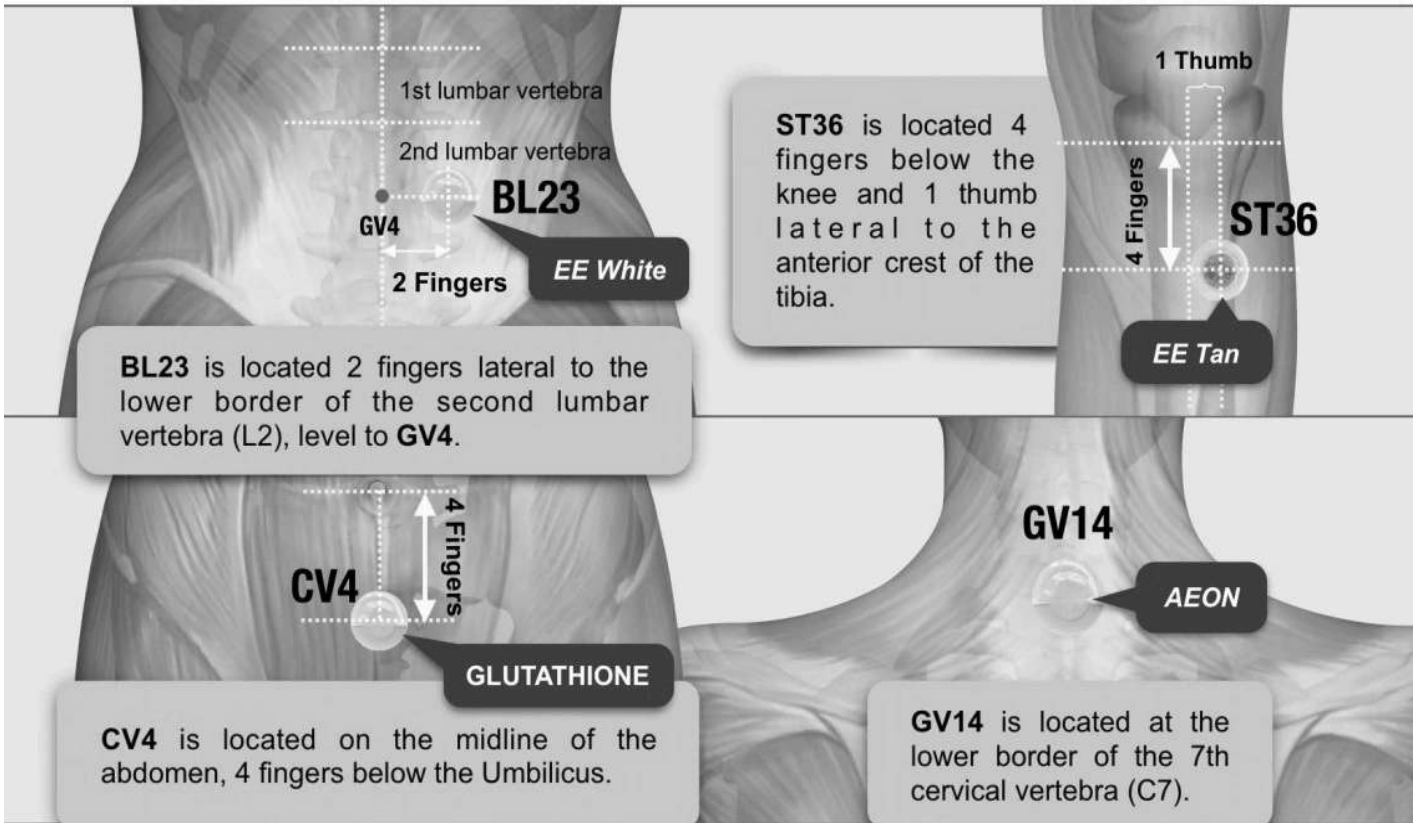 1st lumbar vertebra
2nd lumbar vertebra
BL23
GV4
2 Fingers
EE White
BL23 is located 2 fingers lateral to the
lower border of the second lumbar
vertebra (L2), level to GV4.
1 Thumb
ST36 is located 4
fingers below the
knee and 1 thumb
lateral to the
anterior crest of the
tibia.
4 Fingers
ST36
EE Tan
4 Fingers
CV4
GLUTATHIONE
CV4 is located on the midline of the
abdomen, 4 fingers below the Umbilicus.
GV14
AEON
GV14 is located at the
lower border of the 7th
cervical vertebra (C7).